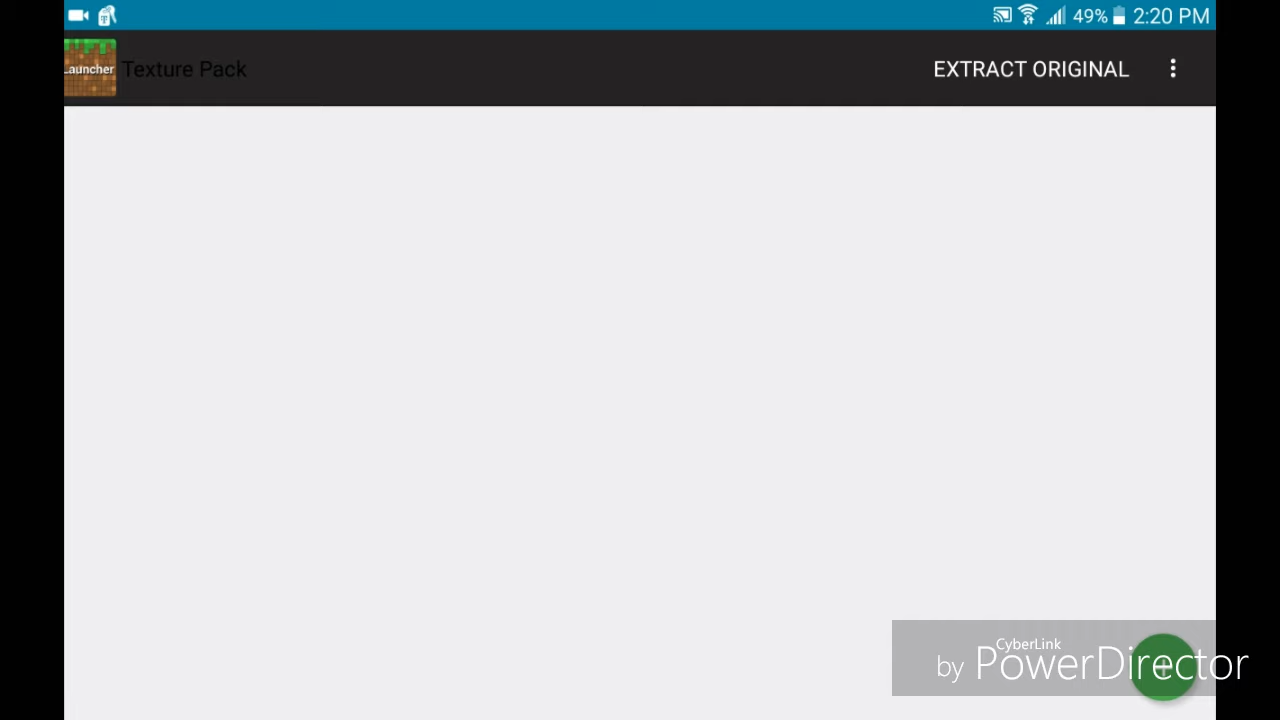 49% 2:20 PM
Launcher Texture Pack EXTRACT ORIGINAL
CyberLink
by PowerDirector